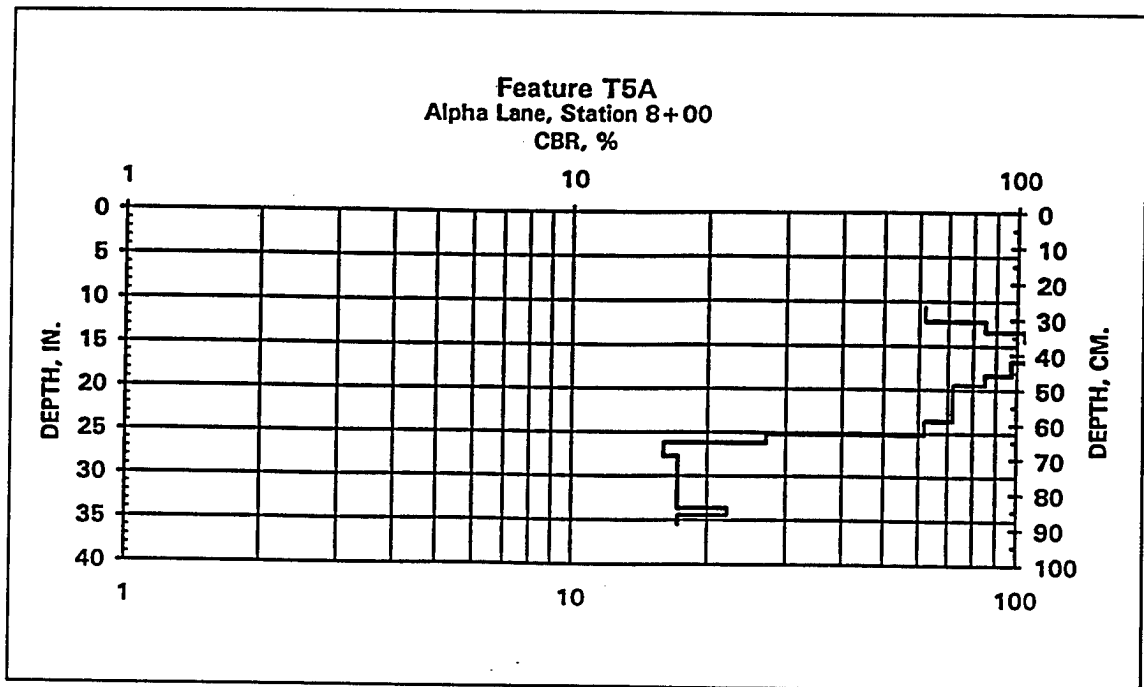 Feature T5A
Alpha Lane, Station 8+00
CBR, %
1 10 100
0 0
5 10
10 20
15 30
20 40
25 50
30 60
35 70
40 80
90
100
DEPTH, IN.
DEPTH, CM.
1 10 100